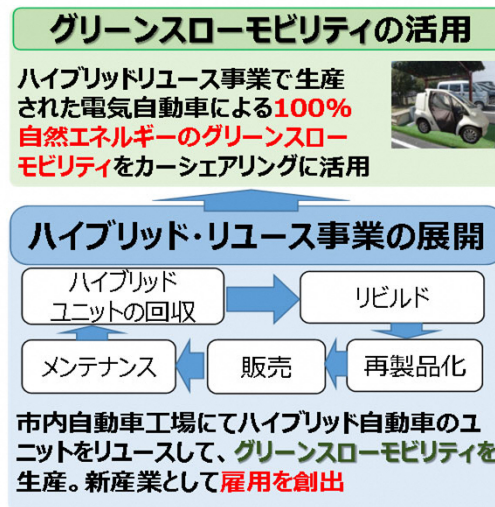 グリーンスローモビリティの活用
ハイブリッドリユース事業で生産
された電気自動車による100%
自然エネルギーのグリーンスロー
モビリティをカーシェアリングに活用
ハイブリッド・リユース事業の展開
ハイブリッド
ユニットの回収
リビルド
再製品化
販売
メンテナンス
市内自動車工場にてハイブリッド自動車のユ
ニットをリユースして、グリーンスローモビリティを
生産。新産業として雇用を創出